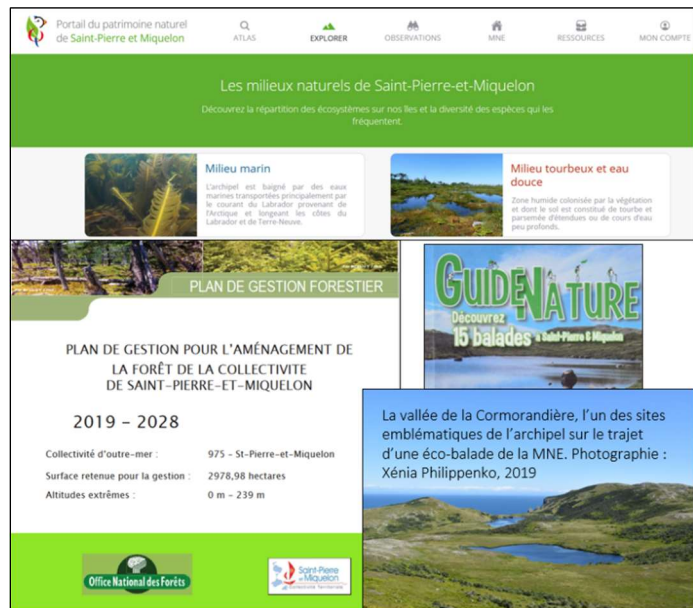 Portail du patrimoine naturel
de Saint-Pierre et Miquelon
ATLAS
EXPLORER
OBSERVATIONS
MNE
RESSOURCES
MON COMPTE
Les milieux naturels de Saint-Pierre-et-Miquelon
Découvrez la répartition des écosystèmes sur nos îles et la diversité des espèces qui les
fréquentent.
Milieu marin
L'archipel est baigné par des eaux
marines transportées principalement par
le courant du Labrador provenant de
l'Arctique et longeant les côtes du
Labrador et de Terre-Neuve.
Milieu tourbeux et eau
douce
Zone humide colonisée par la végétation
et dont le sol est constitué de tourbe et
parsemée d'étendues ou de cours d'eau
peu profonds.
PLAN DE GESTION FORESTIER
PLAN DE GESTION POUR L'AMÉNAGEMENT DE
LA FORÊT DE LA COLLECTIVITE
DE SAINT-PIERRE-ET-MIQUELON
2019 – 2028
Collectivité d'outre-mer : 975 - St-Pierre-et-Miquelon
Surface retenue pour la gestion : 2978,98 hectares
Altitudes extrêmes : 0 m - 239 m
Office National des Forêts
Saint-Pierre
& Miquelon
Collectivité Territoriale
GUIDE NATURE
Découvrez
15 balades à Saint-Pierre & Miquelon
La vallée de la Cormorandière, l'un des sites
emblématiques de l'archipel sur le trajet
d'une éco-balade de la MNE. Photographie :
Xénia Philippenko, 2019